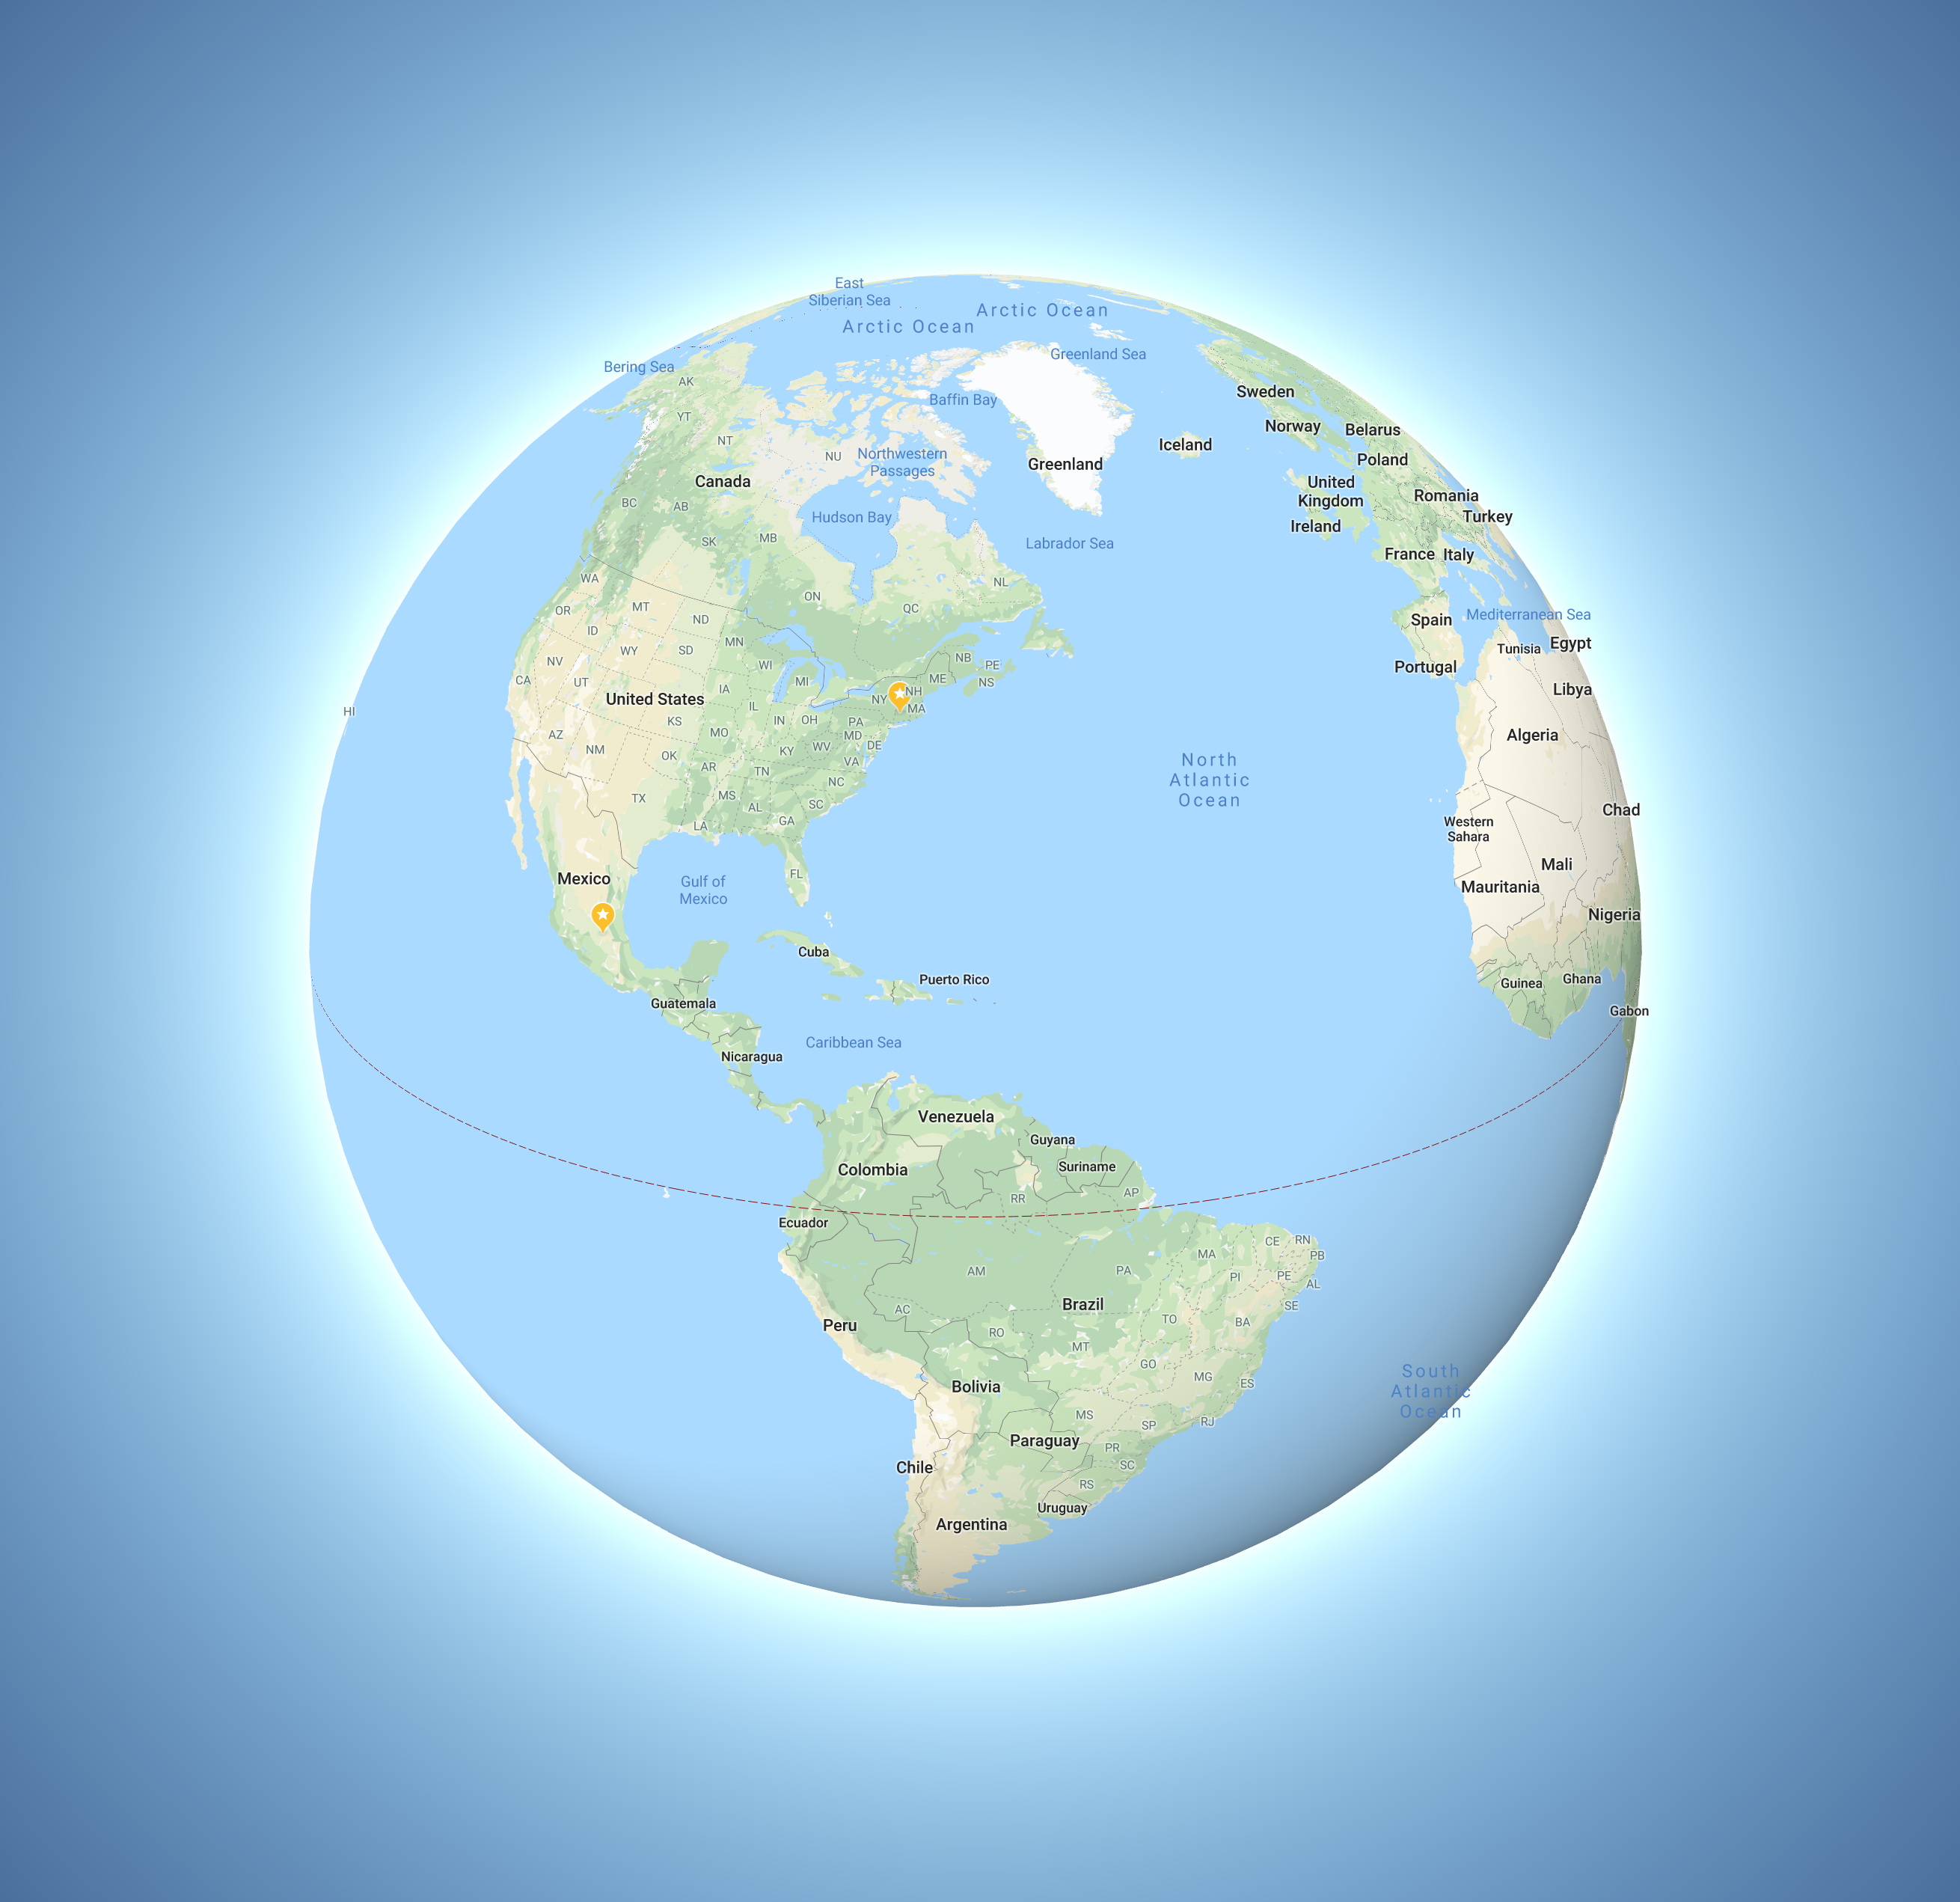 East
Siberian Sea
Arctic Ocean
Arctic Ocean
Greenland Sea
Bering Sea
AK
Sweden
Baffin Bay
YT
Norway
Belarus
NT
Iceland
NU
Northwestern
Passages
Greenland
Poland
Canada
United
Kingdom
Romania
BC
AB
Hudson Bay
Ireland
Turkey
SK
MB
Labrador Sea
France
Italy
WA
NL
ON
MT
OR
QC
ND
Spain
Mediterranean Sea
ID
MN
WY
SD
Tunisia
Egypt
NV
WI
NB
PE
Portugal
CA
UT
MI
ME
NS
IA
NH
NY
United States
Libya
HI
IL
MA
KS
IN
OH
PA
AZ
MO
MD
Algeria
NM
OK
KY
WV
DE
VA
AR
TN
NC
North
Atlantic
Ocean
TX
MS
AL
SC
Chad
LA
GA
Western
Sahara
Mali
FL
Mexico
Gulf of
Mexico
Mauritania
Nigeria
Cuba
Puerto Rico
Guinea
Ghana
Guatemala
Gabon
Caribbean Sea
Nicaragua
Venezuela
Guyana
Colombia
Suriname
RR
AP
Ecuador
CE
RN
MA
PB
AM
PA
PI
PE
AL
AC
Brazil
SE
Peru
TO
BA
RO
MT
GO
South
Atlantic
Ocean
Bolivia
MG
ES
MS
SP
RJ
Paraguay
PR
Chile
SC
RS
Uruguay
Argentina